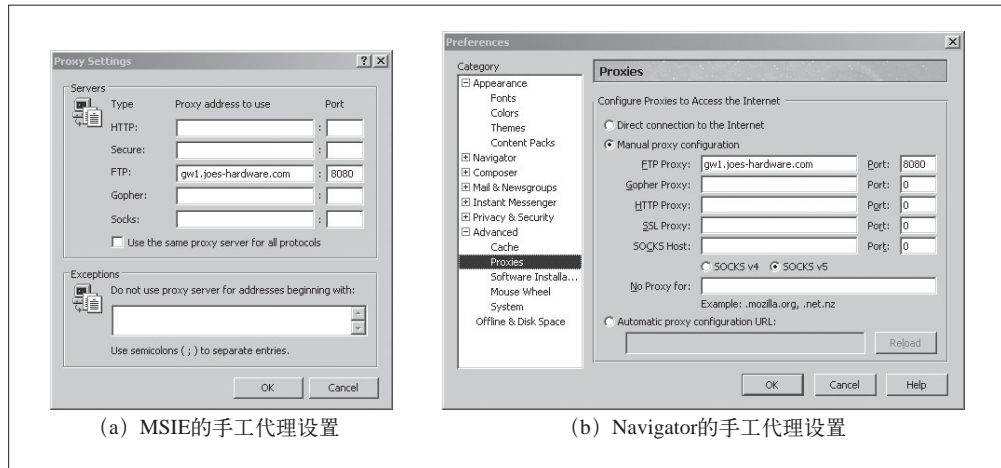 Proxy Settings
Servers
Type Proxy address to use Port
HTTP: :
Secure: :
FTP: gw1.joes-hardware.com : 8080
Gopher: :
Socks: :
Use the same proxy server for all protocols
Exceptions
Do not use proxy server for addresses beginning with:
Use semicolons ( ; ) to separate entries.
OK Cancel
(a) MSIE的手工代理设置
Preferences
Category
Appearance
Fonts
Colors
Themes
Content Packs
Navigator
Composer
Mail & Newsgroups
Instant Messenger
Privacy & Security
Advanced
Cache
Proxies
Software Installa...
Mouse Wheel
System
Offline & Disk Space
Proxies
Configure Proxies to Access the Internet
Direct connection to the Internet
Manual proxy configuration
FTP Proxy: gw1.joes-hardware.com Port: 8080
Gopher Proxy: Port: 0
HTTP Proxy: Port: 0
SSL Proxy: Port: 0
SOCKS Host: Port: 0
SOCKS v4 SOCKS v5
No Proxy for:
Example: .mozilla.org, .net.nz
Automatic proxy configuration URL:
Reload
OK Cancel Help
(b) Navigator的手工代理设置